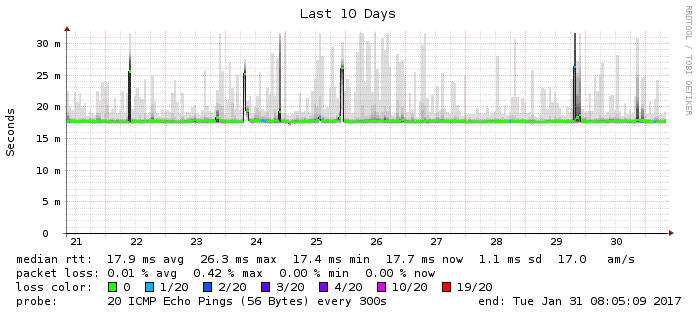 Last 10 Days
RRDTOOL / TOBI OETIKER
Seconds
30 m
25 m
20 m
15 m
10 m
5 m
0
21 22 23 24 25 26 27 28 29 30
median rtt: 17.9 ms avg 26.3 ms max 17.4 ms min 17.7 ms now 1.1 ms sd 17.0 am/s
packet loss: 0.01 % avg 0.42 % max 0.00 % min 0.00 % now
loss color: 0 1/20 2/20 3/20 4/20 10/20 19/20
probe: 20 ICMP Echo Pings (56 Bytes) every 300s end: Tue Jan 31 08:05:09 2017